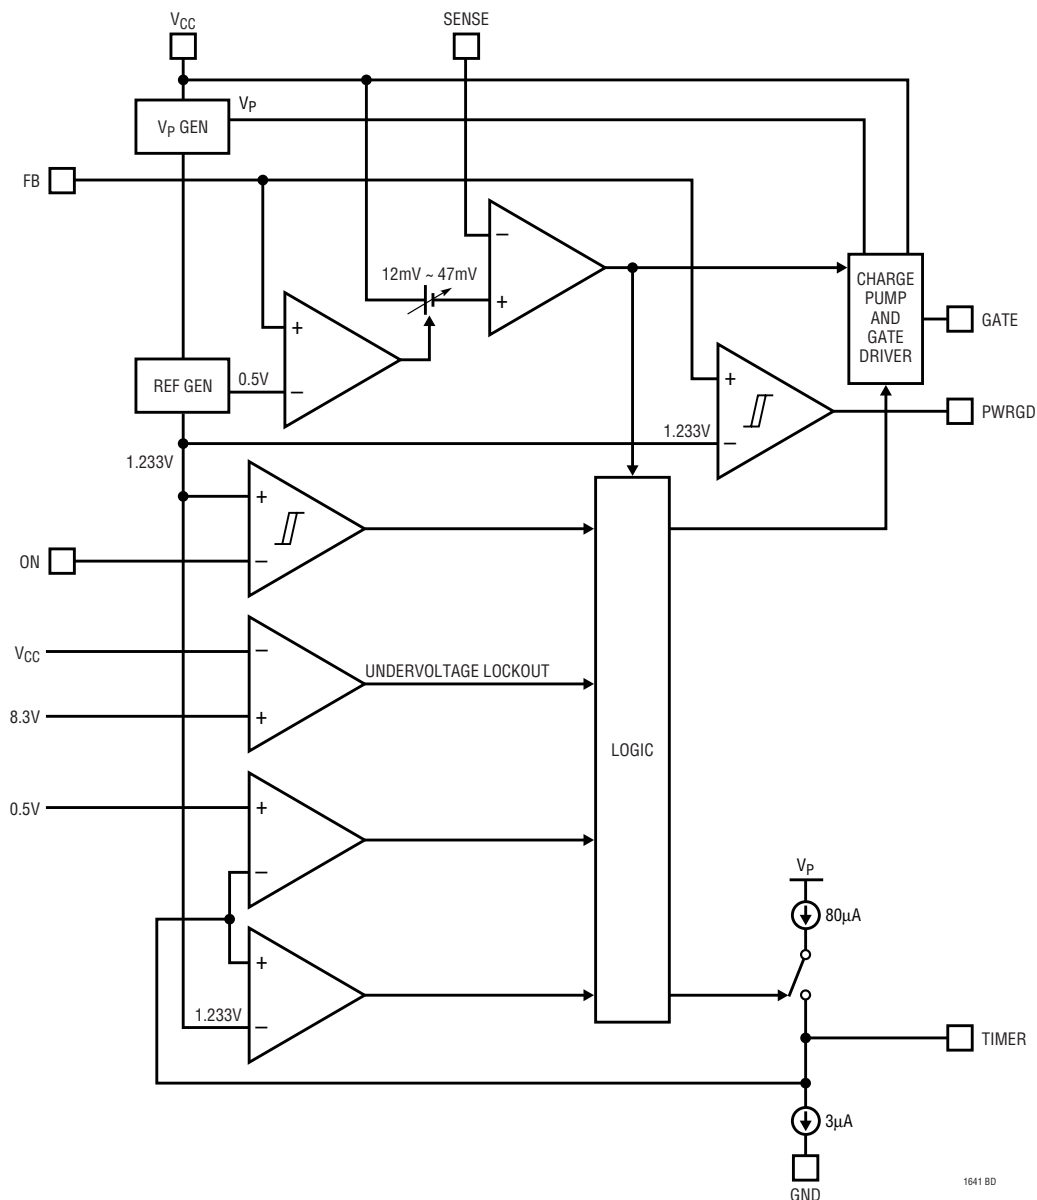 VCC
SENSE
VP
VP GEN
FB
12mV ~ 47mV
−
+
CHARGE
PUMP
AND
GATE
DRIVER
GATE
+
−
REF GEN
0.5V
+
−
1.233V
PWRGD
1.233V
+
−
ON
VCC
−
UNDERVOLTAGE LOCKOUT
8.3V
+
LOGIC
0.5V
+
−
VP
80µA
+
1.233V
−
TIMER
3µA
GND
1641 BD